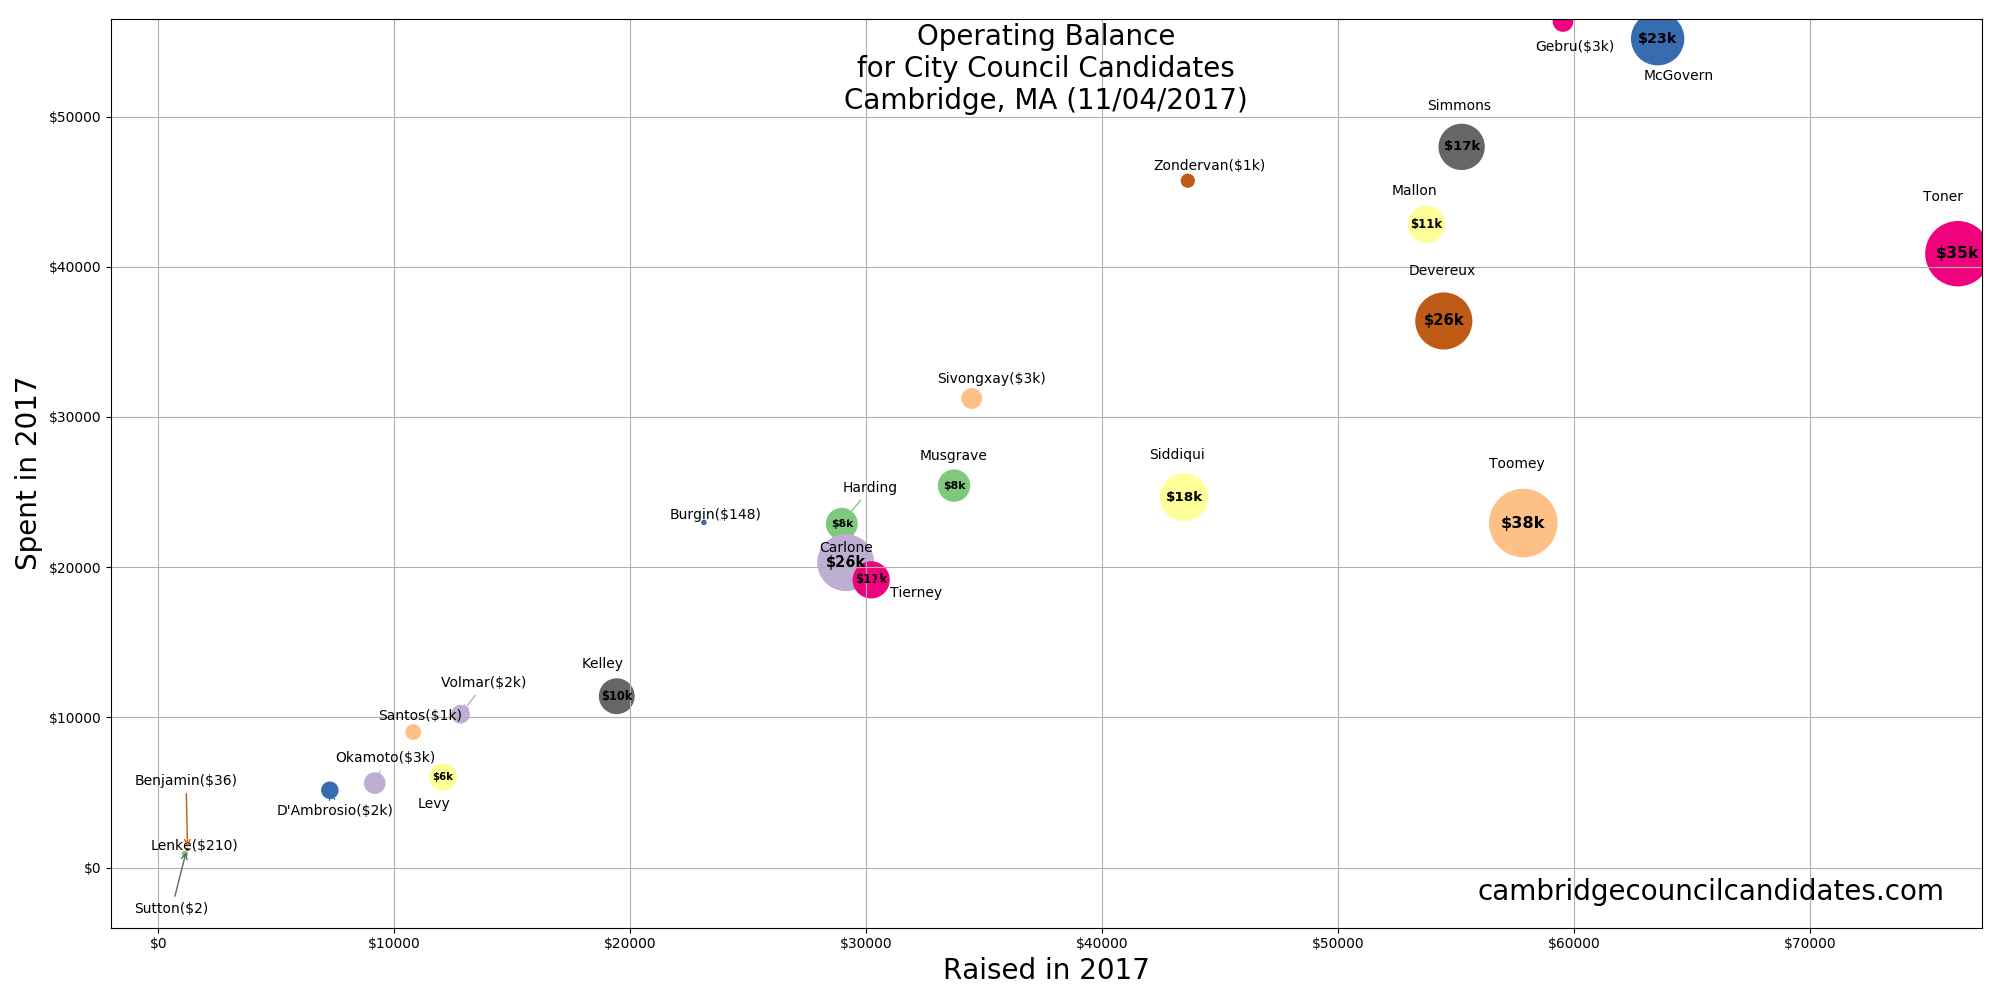 Operating Balance
for City Council Candidates
Cambridge, MA (11/04/2017)
Gebru($3k)
$23k
McGovern
Simmons
$17k
$50000
Zondervan($1k)
Mallon
$11k
Toner
$35k
$40000
Devereux
$26k
Sivongxay($3k)
$30000
Musgrave
$8k
Siddiqui
$18k
Toomey
$38k
Harding
$8k
Burgin($148)
Carlone
$26k
$20000
$11k
Tierney
Kelley
$10k
Volmar($2k)
Santos($1k)
$10000
Okamoto($3k)
$6k
Levy
Benjamin($36)
D'Ambrosio($2k)
Lenke($210)
$0
Sutton($2)
cambridgecouncilcandidates.com
Spent in 2017
$0
$10000
$20000
$30000
$40000
$50000
$60000
$70000
Raised in 2017